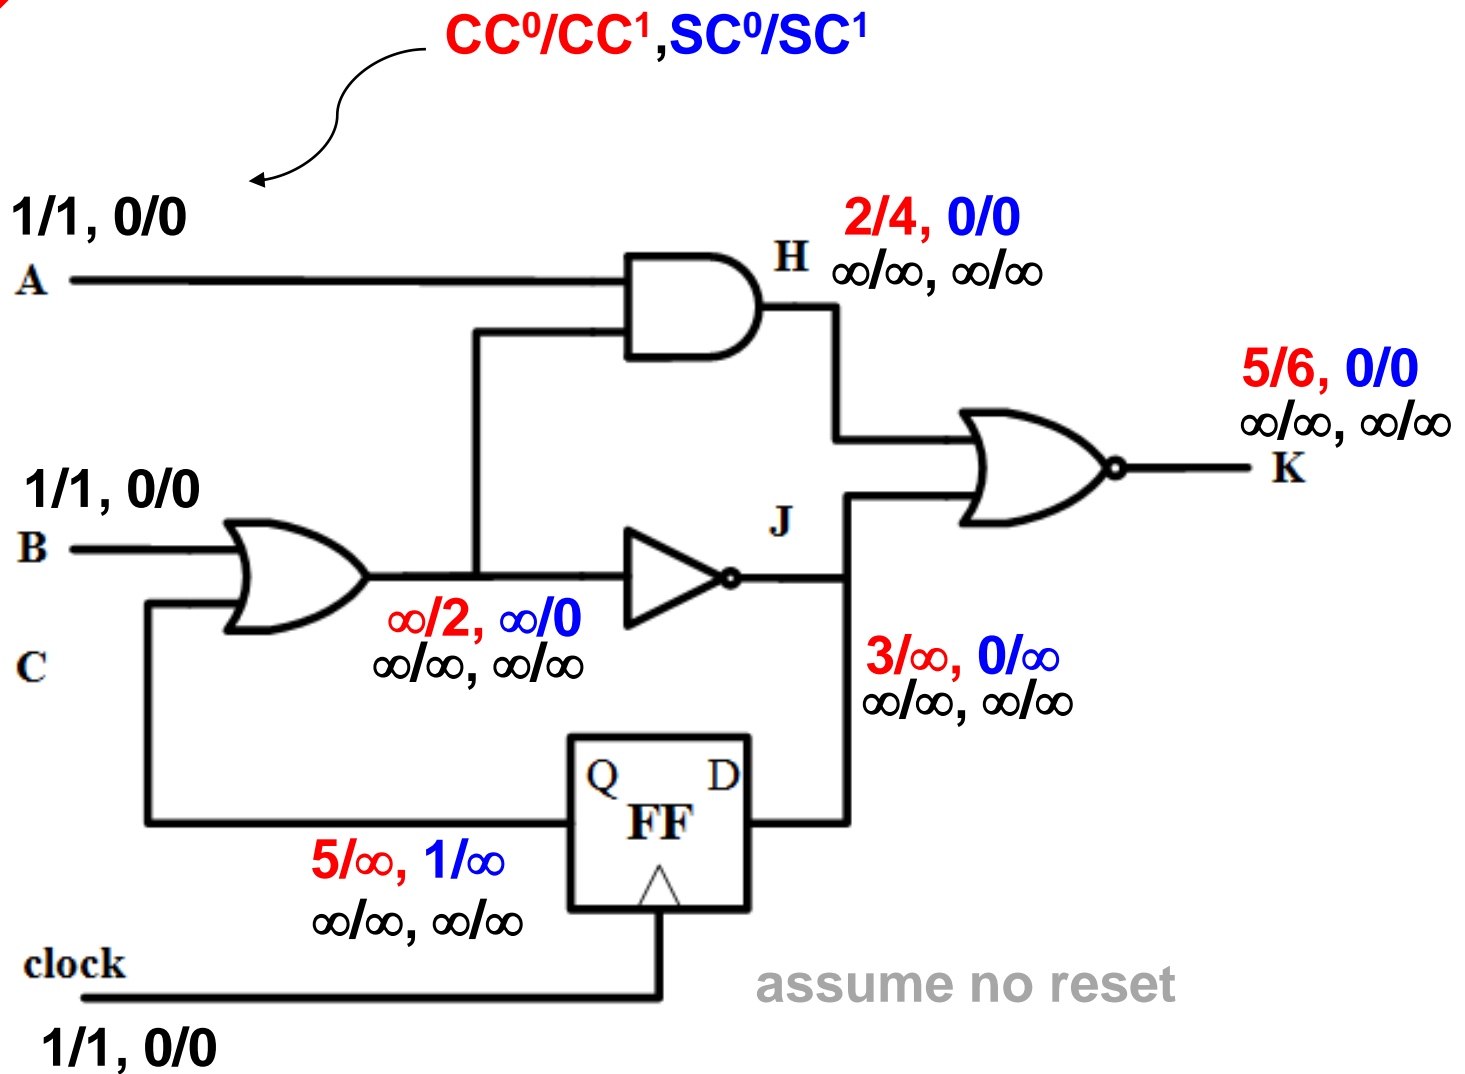 CC⁰/CC¹,SC⁰/SC¹
1/1, 0/0
A
H
2/4, 0/0
∞/∞, ∞/∞
5/6, 0/0
∞/∞, ∞/∞
K
1/1, 0/0
B
J
∞/2, ∞/0
∞/∞, ∞/∞
C
3/∞, 0/∞
∞/∞, ∞/∞
Q D
FF
5/∞, 1/∞
∞/∞, ∞/∞
clock
assume no reset
1/1, 0/0